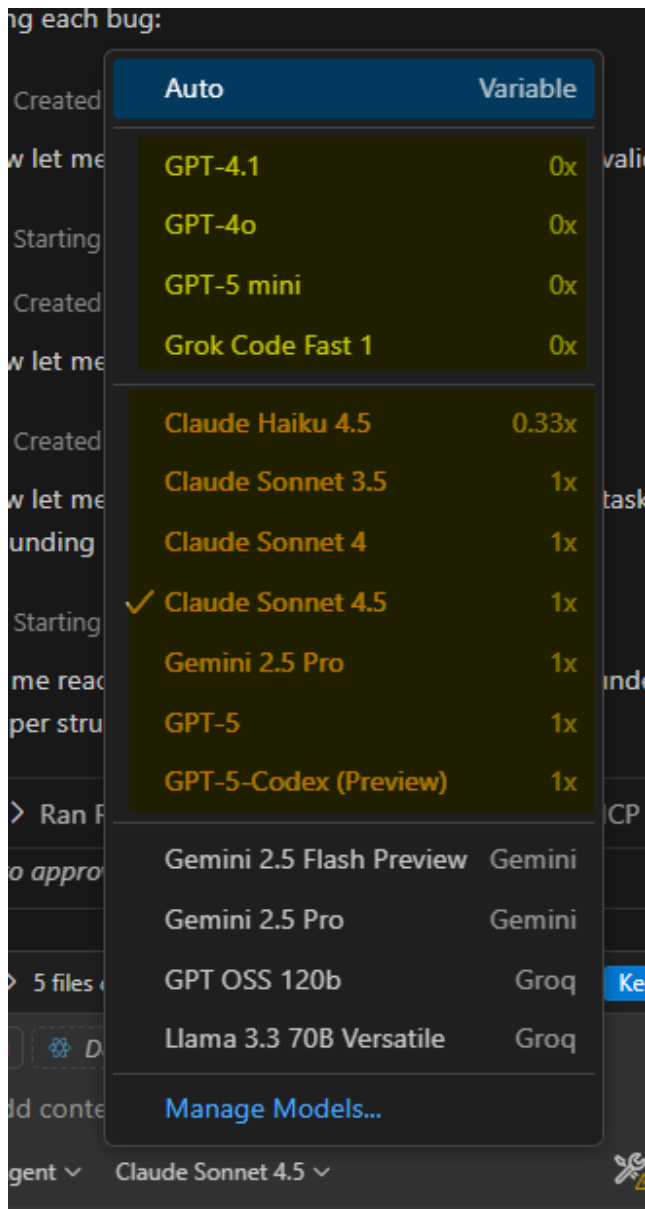 ng each bug:
Auto Variable
Created
w let me vali
GPT-4.1 0x
GPT-4o 0x
Starting
GPT-5 mini 0x
Created
Grok Code Fast 1 0x
w let me
Claude Haiku 4.5 0.33x
Created
Claude Sonnet 3.5 1x
w let me task
unding
Claude Sonnet 4 1x
Claude Sonnet 4.5 1x
Starting
Gemini 2.5 Pro 1x
me read unde
per stru
GPT-5 1x
GPT-5-Codex (Preview) 1x
Ran ICP
Gemini 2.5 Flash Preview Gemini
o appro
Gemini 2.5 Pro Gemini
5 files Ke
GPT OSS 120b Groq
Llama 3.3 70B Versatile Groq
D
dd conte
Manage Models...
gent Claude Sonnet 4.5